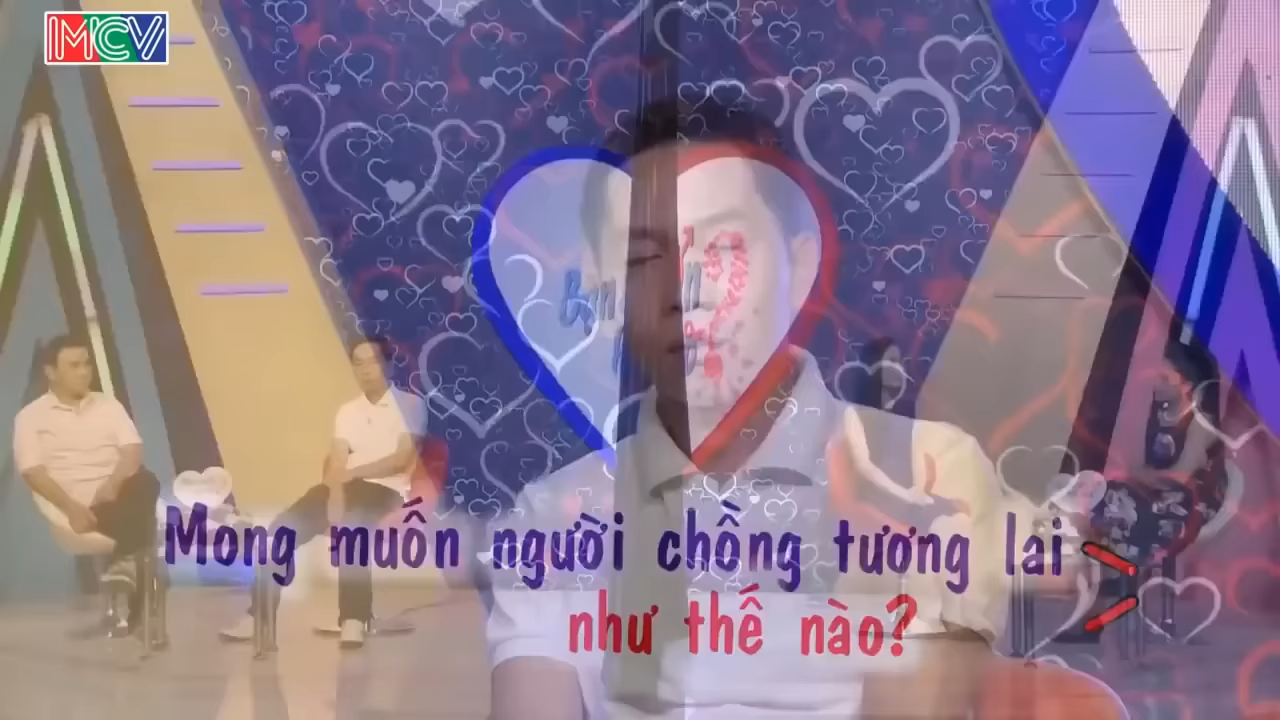 MCV
Mong muốn người chồng tương lai
như thế nào?